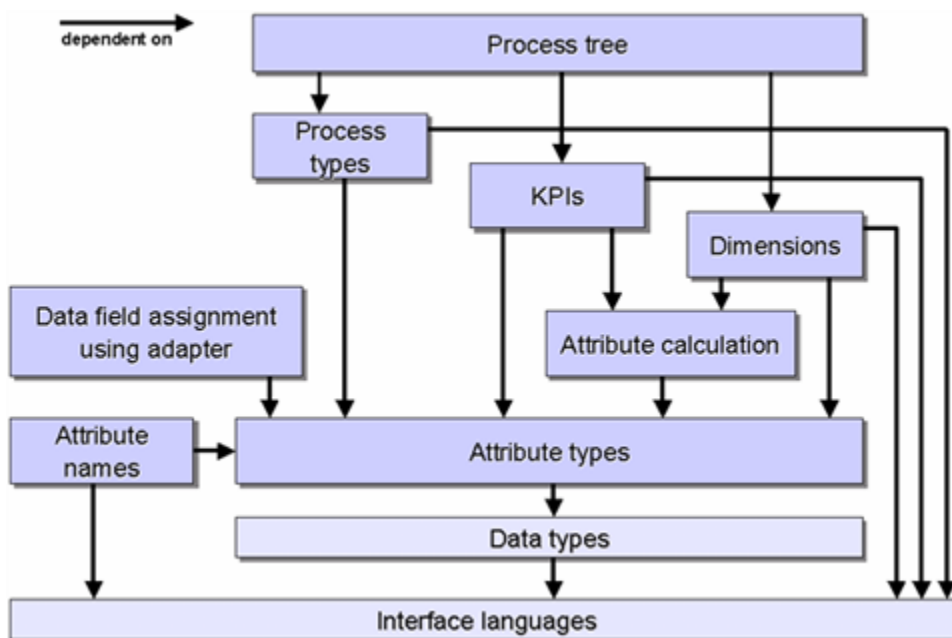 dependent on
Process tree
Process
types
KPIs
Dimensions
Data field assignment
using adapter
Attribute calculation
Attribute
names
Attribute types
Data types
Interface languages